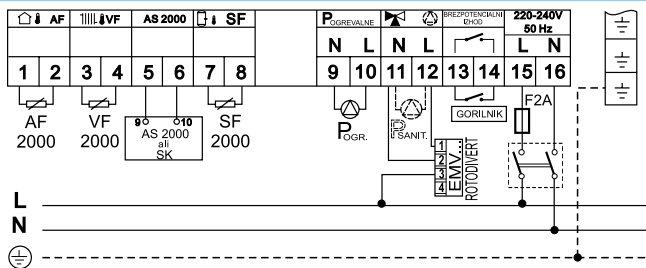 AF VF AS 2000 SF POGREVALNE BREZPOTENCIALNI IZHOD 220-240V 50 Hz
N L N L L N
1 2 3 4 5 6 7 8 9 10 11 12 13 14 15 16
AF 2000
VF 2000
9 10
AS 2000
ali
SK
SF 2000
POGR.
PSANIT.
GORILNIK
F2A
1
2
3
4
EMV
ROTODIVERT
L
N